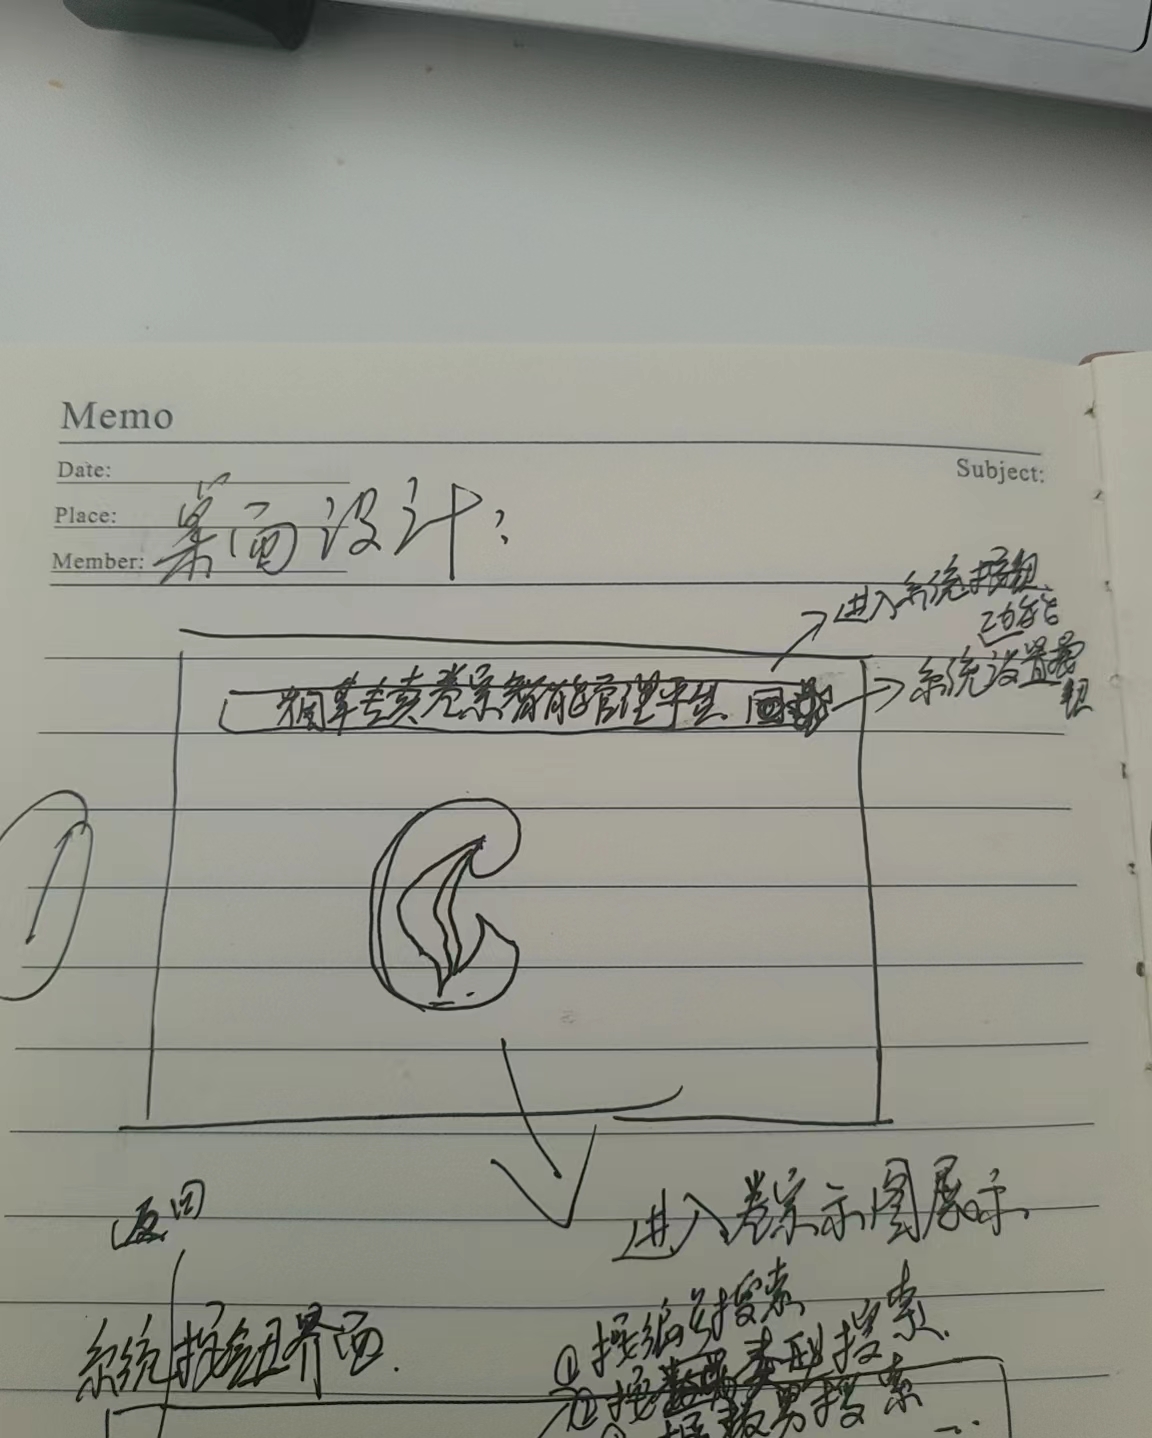 Memo
Date:
Subject:
Place:
Member:
桌面设计:
进入系统按钮
功能
系统设置按钮
烟草专卖卷宗智能管理平台
进入卷宗示图展示
返回
系统按钮界面.
①按编号搜索
②按类型搜索
搜索